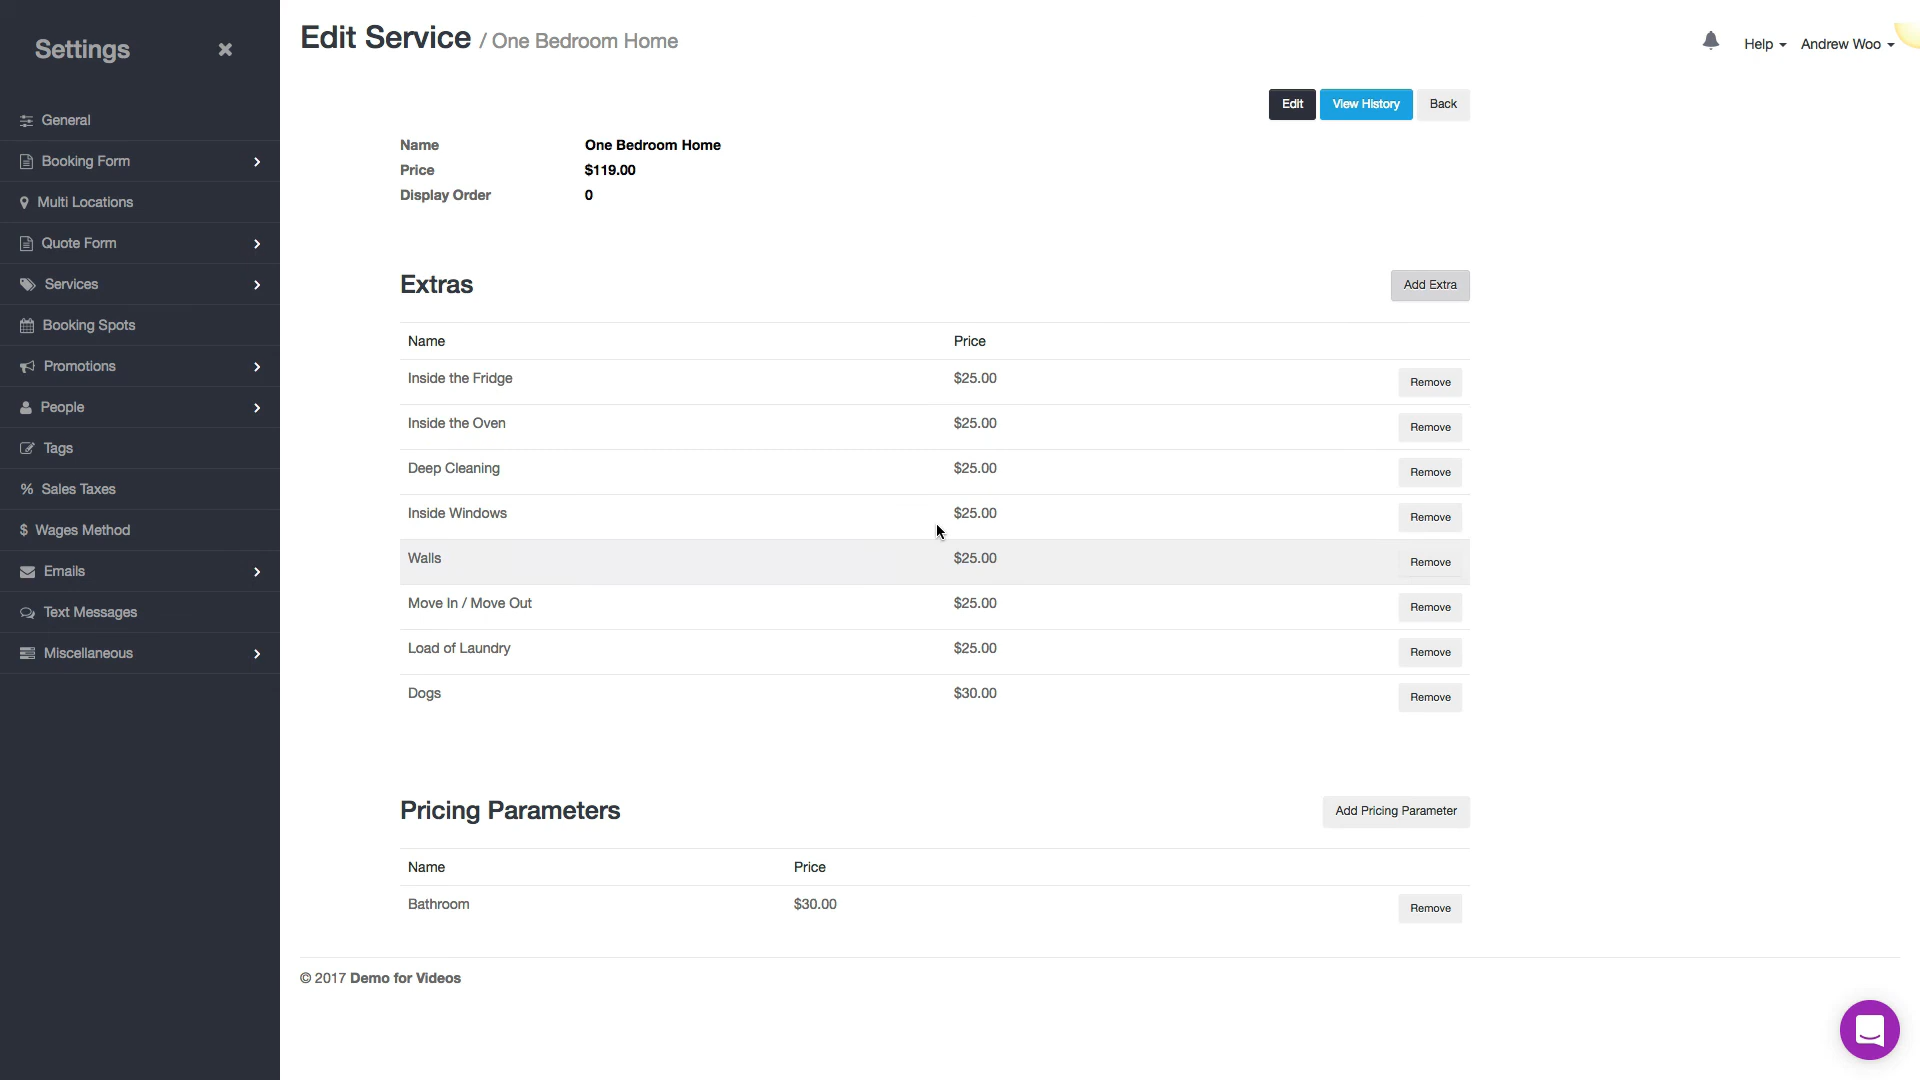 Settings
Edit Service / One Bedroom Home
Help
Andrew Woo
General
Booking Form
Multi Locations
Quote Form
Services
Booking Spots
Promotions
People
Tags
% Sales Taxes
$ Wages Method
Emails
Text Messages
Miscellaneous
Edit
View History
Back
Name One Bedroom Home
Price $119.00
Display Order 0
Extras
Add Extra
Name Price
Inside the Fridge $25.00 Remove
Inside the Oven $25.00 Remove
Deep Cleaning $25.00 Remove
Inside Windows $25.00 Remove
Walls $25.00 Remove
Move In / Move Out $25.00 Remove
Load of Laundry $25.00 Remove
Dogs $30.00 Remove
Pricing Parameters
Add Pricing Parameter
Name Price
Bathroom $30.00 Remove
© 2017 Demo for Videos